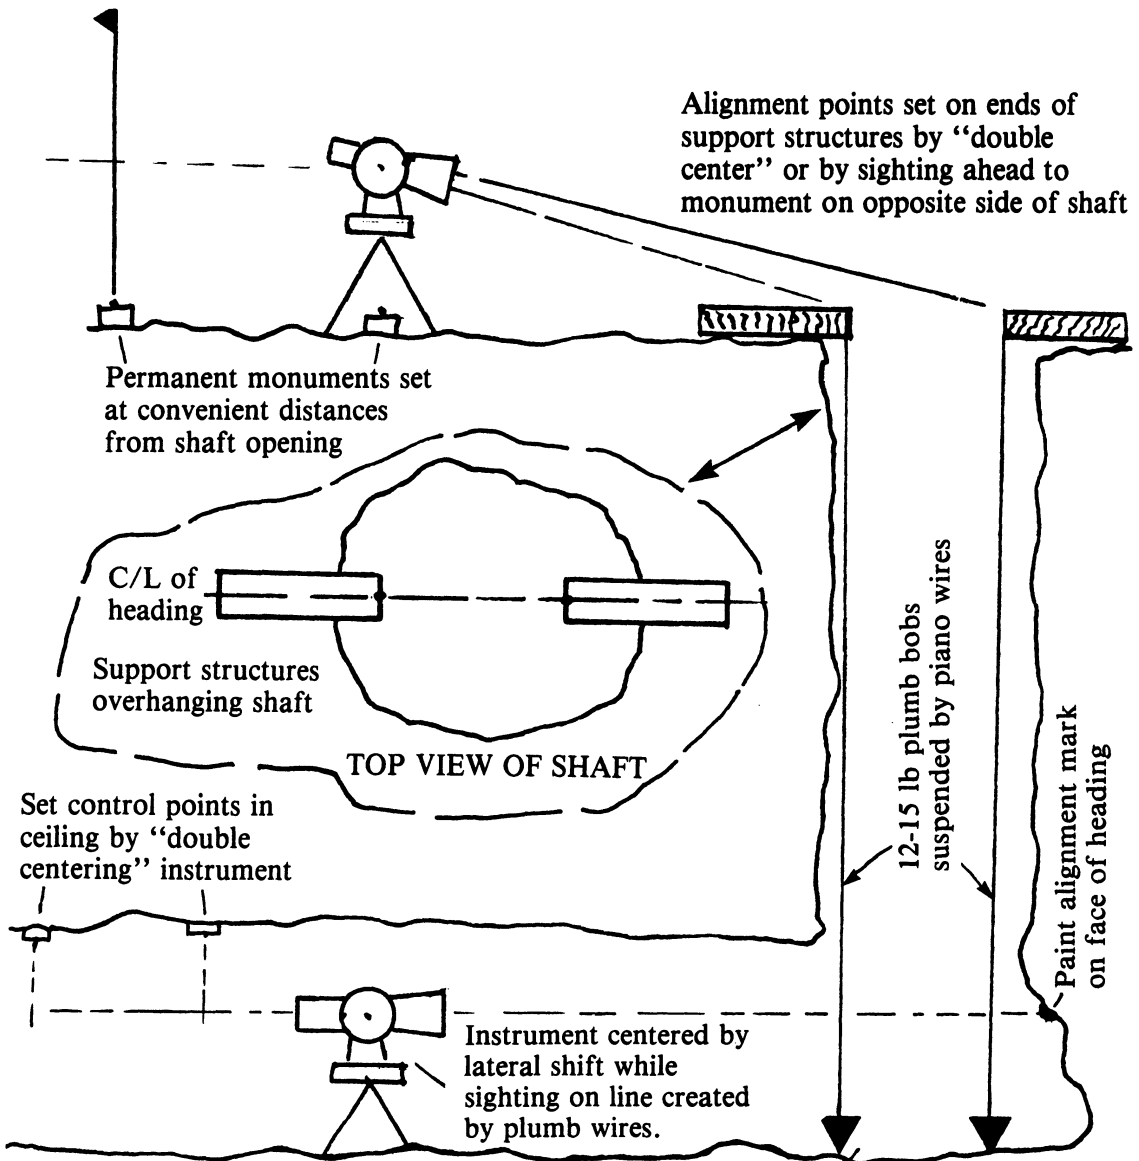 Alignment points set on ends of
support structures by “double
center” or by sighting ahead to
monument on opposite side of shaft
Permanent monuments set
at convenient distances
from shaft opening
C/L of
heading
Support structures
overhanging shaft
TOP VIEW OF SHAFT
Set control points in
ceiling by “double
centering” instrument
12-15 lb plumb bobs
suspended by piano wires
Paint alignment mark
on face of heading
Instrument centered by
lateral shift while
sighting on line created
by plumb wires.